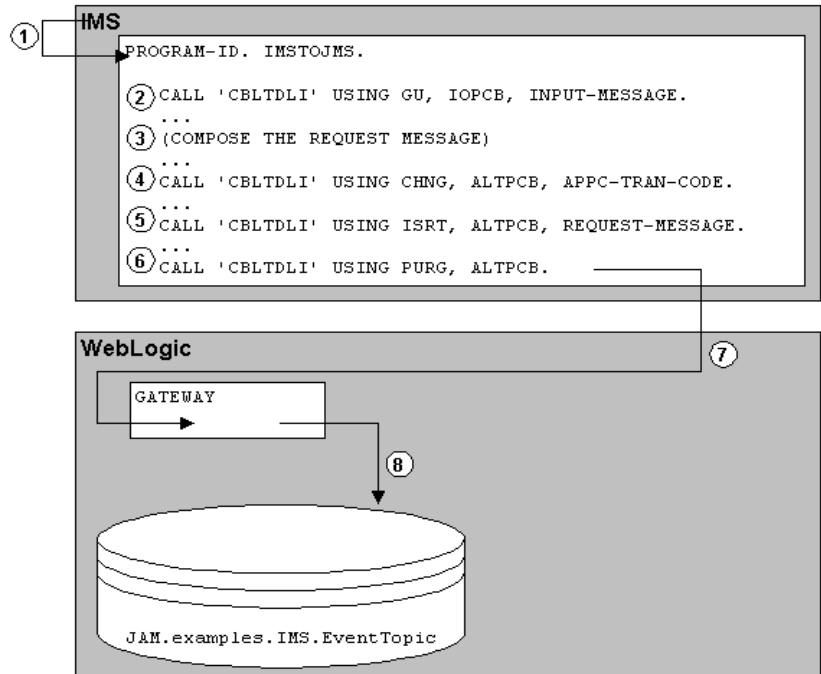 IMS
1
PROGRAM-ID. IMSTOJMS.
2 CALL 'CBLTDLI' USING GU, IOPCB, INPUT-MESSAGE.
...
3 (COMPOSE THE REQUEST MESSAGE)
...
4 CALL 'CBLTDLI' USING CHNG, ALTPCB, APPC-TRAN-CODE.
...
5 CALL 'CBLTDLI' USING ISRT, ALTPCB, REQUEST-MESSAGE.
...
6 CALL 'CBLTDLI' USING PURG, ALTPCB.
WebLogic
7
GATEWAY
8
JAM.examples.IMS.EventTopic